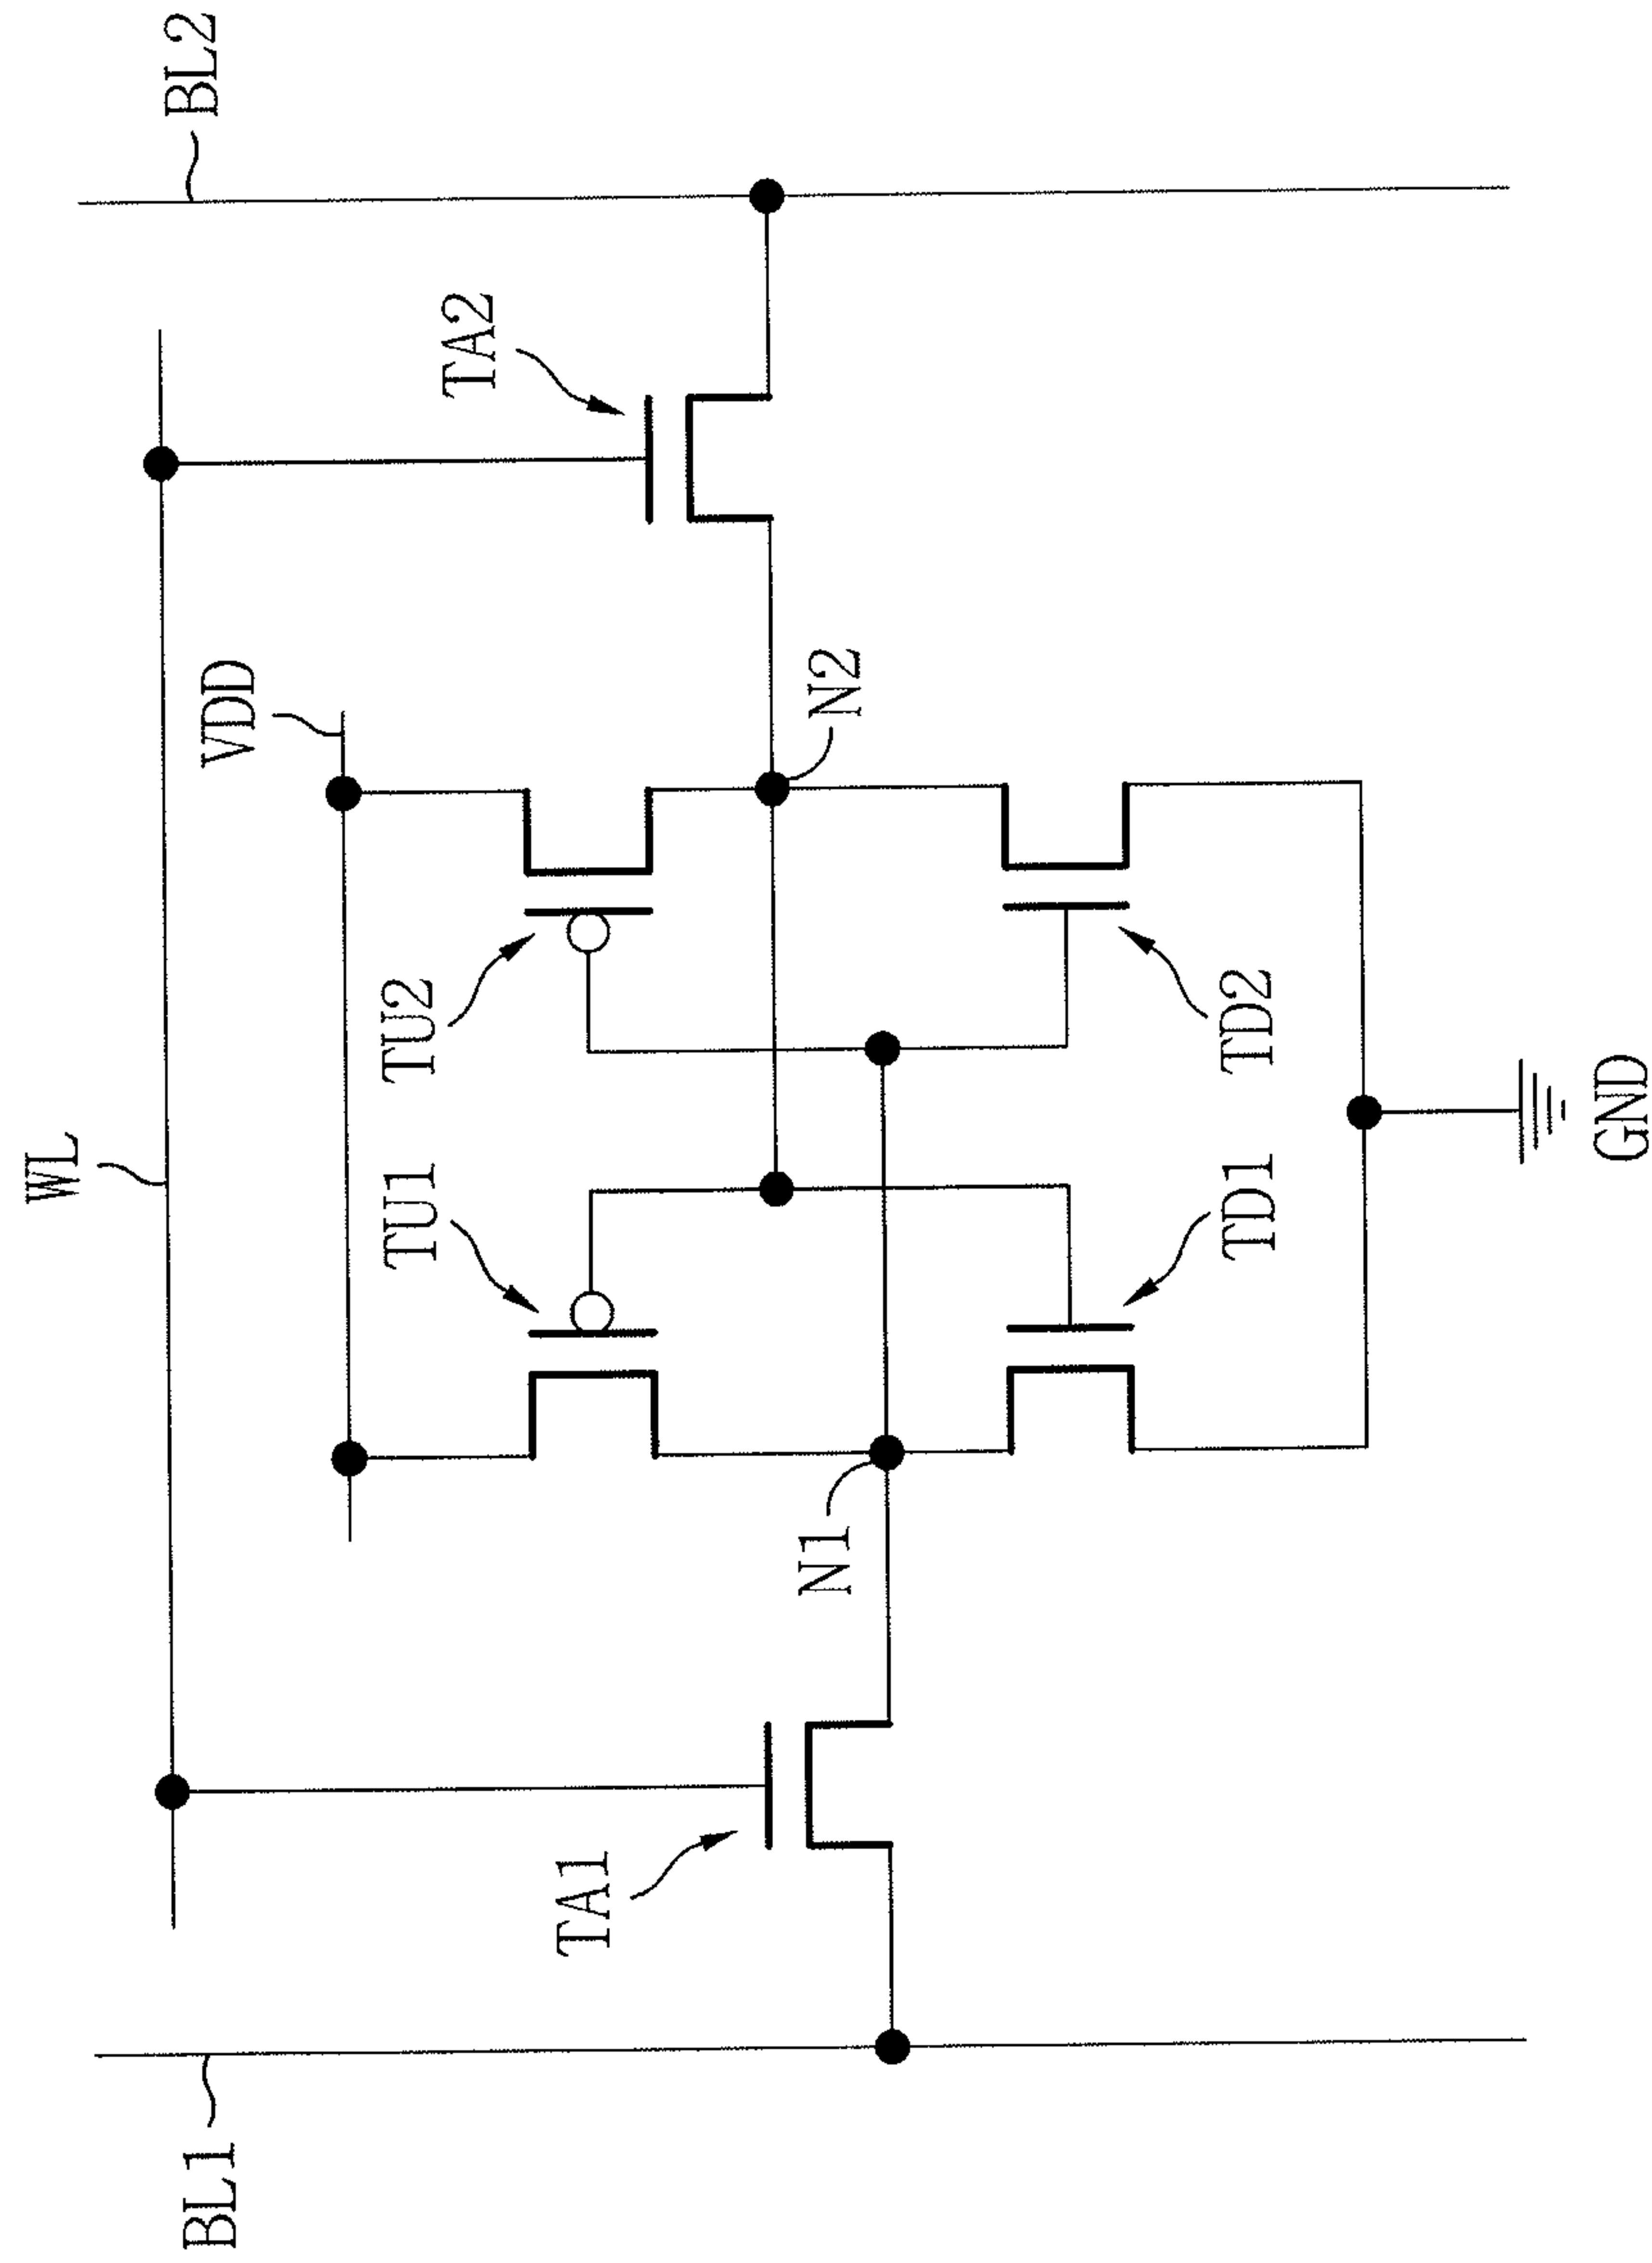 WL
VDD
TU1
TU2
TA1
TA2
N1
N2
BL1
BL2
TD1
TD2
GND